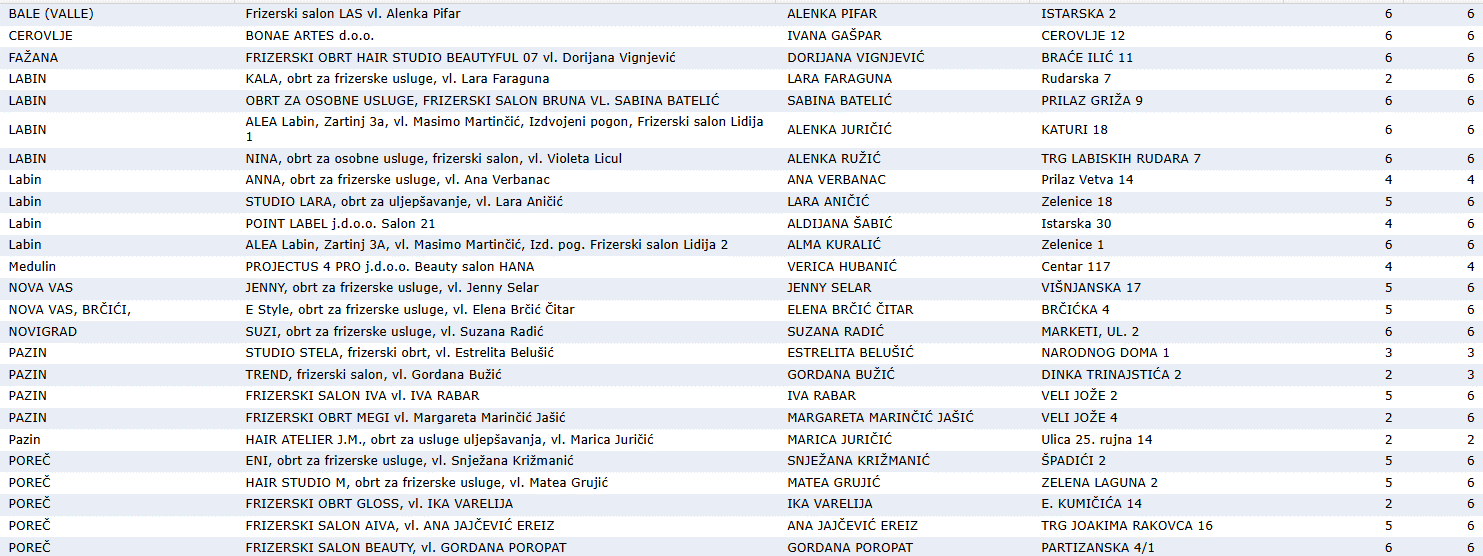 BALE (VALLE) Frizerski salon LAS vl. Alenka Pifar ALENKA PIFAR ISTARSKA 2 6 6
CEROVLJE BONAE ARTES d.o.o. IVANA GAŠPAR CEROVLJE 12 6 6
FAŽANA FRIZERSKI OBRT HAIR STUDIO BEAUTYFUL 07 vl. Dorijana Vignjević DORIJANA VIGNJEVIĆ BRAĆE ILIĆ 11 6 6
LABIN KALA, obrt za frizerske usluge, vl. Lara Faraguna LARA FARAGUNA Rudarska 7 2 6
LABIN OBRT ZA OSOBNE USLUGE, FRIZERSKI SALON BRUNA VL. SABINA BATELIĆ SABINA BATELIĆ PRILAZ GRIŽA 9 6 6
LABIN ALEA Labin, Zartinj 3a, vl. Masimo Martinčić, Izdvojeni pogon, Frizerski salon Lidija
1 ALENKA JURIČIĆ KATURI 18 6 6
LABIN NINA, obrt za osobne usluge, frizerski salon, vl. Violeta Licul ALENKA RUŽIĆ TRG LABISKIH RUDARA 7 6 6
Labin ANNA, obrt za frizerske usluge, vl. Ana Verbanac ANA VERBANAC Prilaz Vetva 14 4 4
Labin STUDIO LARA, obrt za uljepšavanje, vl. Lara Aničić LARA ANIČIĆ Zelenice 18 5 6
Labin POINT LABEL j.d.o.o. Salon 21 ALDIJANA ŠABIĆ Istarska 30 4 6
Labin ALEA Labin, Zartinj 3A, vl. Masimo Martinčić, Izd. pog. Frizerski salon Lidija 2 ALMA KURALIĆ Zelenice 1 6 6
Medulin PROJECTUS 4 PRO j.d.o.o. Beauty salon HANA VERICA HUBANIĆ Centar 117 4 4
NOVA VAS JENNY, obrt za frizerske usluge, vl. Jenny Selar JENNY SELAR VIŠNJANSKA 17 5 6
NOVA VAS, BRČIĆI, E Style, obrt za frizerske usluge, vl. Elena Brčić Čitar ELENA BRČIĆ ČITAR BRČIĆKA 4 5 6
NOVIGRAD SUZI, obrt za frizerske usluge, vl. Suzana Radić SUZANA RADIĆ MARKETI, UL. 2 6 6
PAZIN STUDIO STELA, frizerski obrt, vl. Estrelita Belušić ESTRELITA BELUŠIĆ NARODNOG DOMA 1 3 3
PAZIN TREND, frizerski salon, vl. Gordana Bužić GORDANA BUŽIĆ DINKA TRINAJSTIĆA 2 2 3
PAZIN FRIZERSKI SALON IVA vl. IVA RABAR IVA RABAR VELI JOŽE 2 5 6
PAZIN FRIZERSKI OBRT MEGI vl. Margareta Marinčić Jašić MARGARETA MARINČIĆ JAŠIĆ VELI JOŽE 4 2 6
Pazin HAIR ATELIER J.M., obrt za usluge uljepšavanja, vl. Marica Juričić MARICA JURIČIĆ Ulica 25. rujna 14 2 2
POREČ ENI, obrt za frizerske usluge, vl. Snježana Križmanić SNJEŽANA KRIŽMANIĆ ŠPADIĆI 2 5 6
POREČ HAIR STUDIO M, obrt za frizerske usluge, vl. Matea Grujić MATEA GRUJIĆ ZELENA LAGUNA 2 5 6
POREČ FRIZERSKI OBRT GLOSS, vl. IKA VARELIJA IKA VARELIJA E. KUMIČIĆA 14 2 6
POREČ FRIZERSKI SALON AIVA, vl. ANA JAJČEVIĆ EREIZ ANA JAJČEVIĆ EREIZ TRG JOAKIMA RAKOVCA 16 5 6
POREČ FRIZERSKI SALON BEAUTY, vl. GORDANA POROPAT GORDANA POROPAT PARTIZANSKA 4/1 6 6